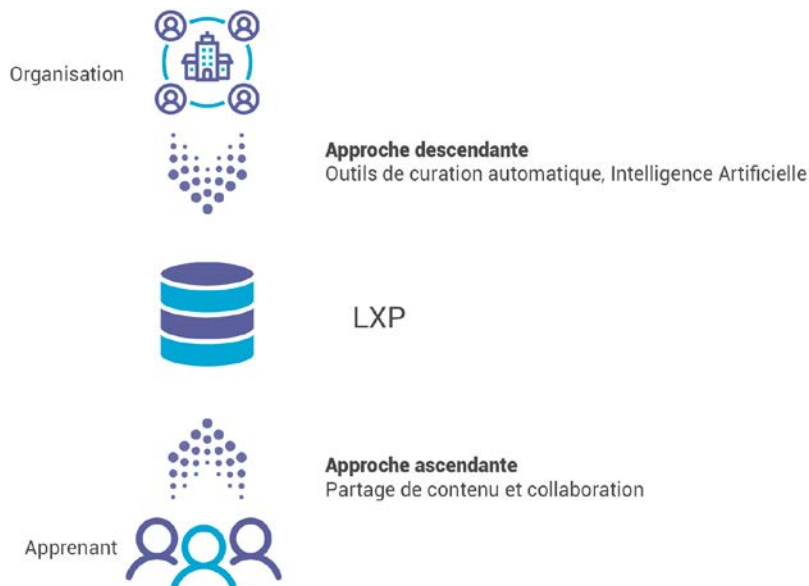 Organisation
Approche descendante
Outils de curation automatique, Intelligence Artificielle
LXP
Approche ascendante
Partage de contenu et collaboration
Apprenant